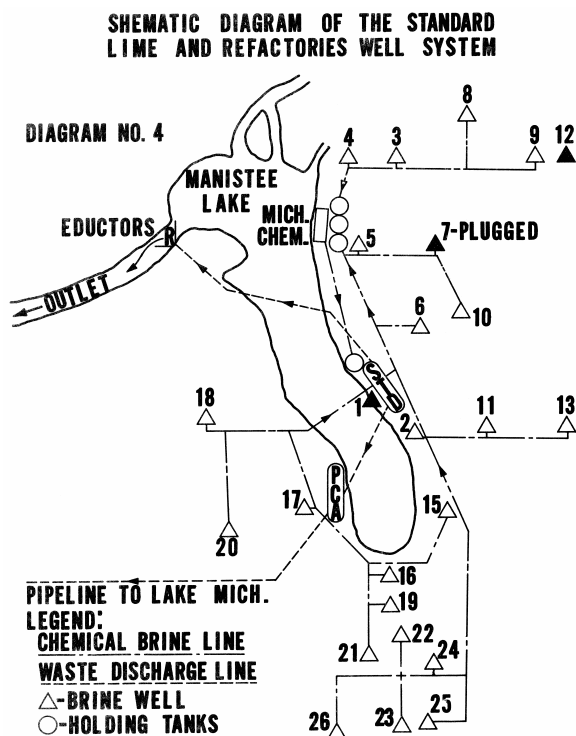 SHEMATIC DIAGRAM OF THE STANDARD
LIME AND REFACTORIES WELL SYSTEM
DIAGRAM NO. 4
8
4 3 9 12
MANISTEE
LAKE
MICH.
CHEM.
EDUCTORS R
5 7-PLUGGED
OUTLET
6 10
STD
18 1 2 11 13
PCA
17 15
20
16
PIPELINE TO LAKE MICH.
19
LEGEND:
CHEMICAL BRINE LINE
22
21 24
WASTE DISCHARGE LINE
△-BRINE WELL
○-HOLDING TANKS
26 23 25